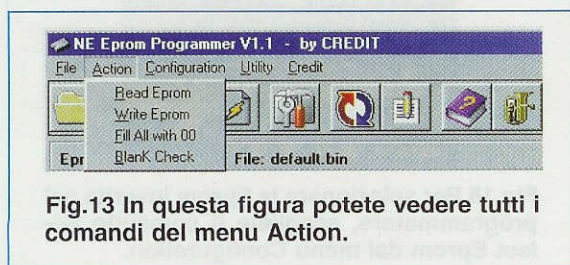 NE Eprom Programmer V1.1 - by CREDIT
File Action Configuration Utility Credit
Read Eprom
Write Eprom
Fill All with 00
BlanK Check
Epr File: default.bin
Fig.13 In questa figura potete vedere tutti i
comandi del menu Action.